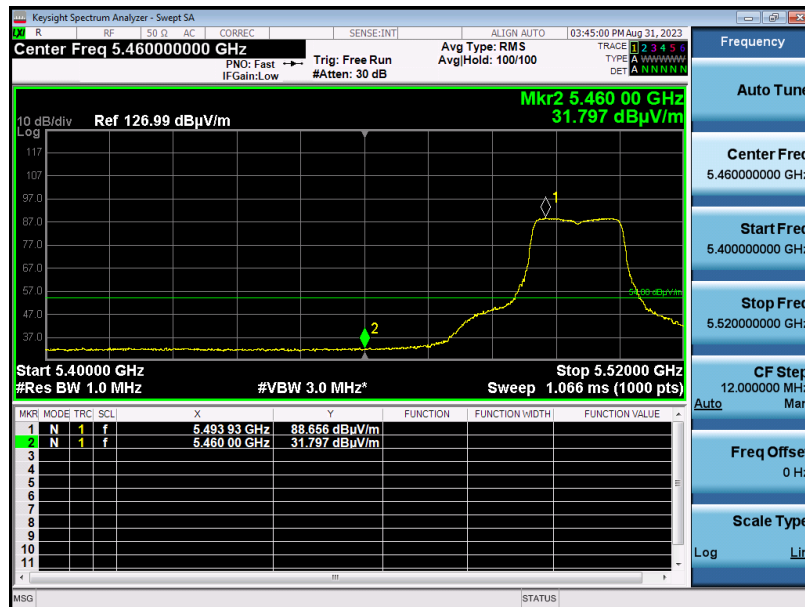 Keysight Spectrum Analyzer - Swept SA
R RF 50 Ω AC CORREC SENSE:INT ALIGN AUTO 03:45:00 PM Aug 31, 2023
Center Freq 5.460000000 GHz
PNO: Fast
IFGain:Low
Trig: Free Run
#Atten: 30 dB
Avg Type: RMS
Avg|Hold: 100/100
TRACE 1 2 3 4 5 6
TYPE A WWWWW
DET A N N N N N
Mkr2 5.460 00 GHz
31.797 dBµV/m
10 dB/div Ref 126.99 dBµV/m
Log
117
107
97.0
87.0
77.0
67.0
57.0
47.0
37.0
1
54.00 dBµV/m
2
Start 5.40000 GHz Stop 5.52000 GHz
#Res BW 1.0 MHz #VBW 3.0 MHz* Sweep 1.066 ms (1000 pts)
MKR MODE TRC SCL X Y FUNCTION FUNCTION WIDTH FUNCTION VALUE
1 N 1 f 5.493 93 GHz 88.656 dBµV/m
2 N 1 f 5.460 00 GHz 31.797 dBµV/m
3
4
5
6
7
8
9
10
11
MSG STATUS
Frequency
Auto Tune
Center Freq
5.460000000 GHz
Start Freq
5.400000000 GHz
Stop Freq
5.520000000 GHz
CF Step
12.000000 MHz
Auto Man
Freq Offset
0 Hz
Scale Type
Log Lin